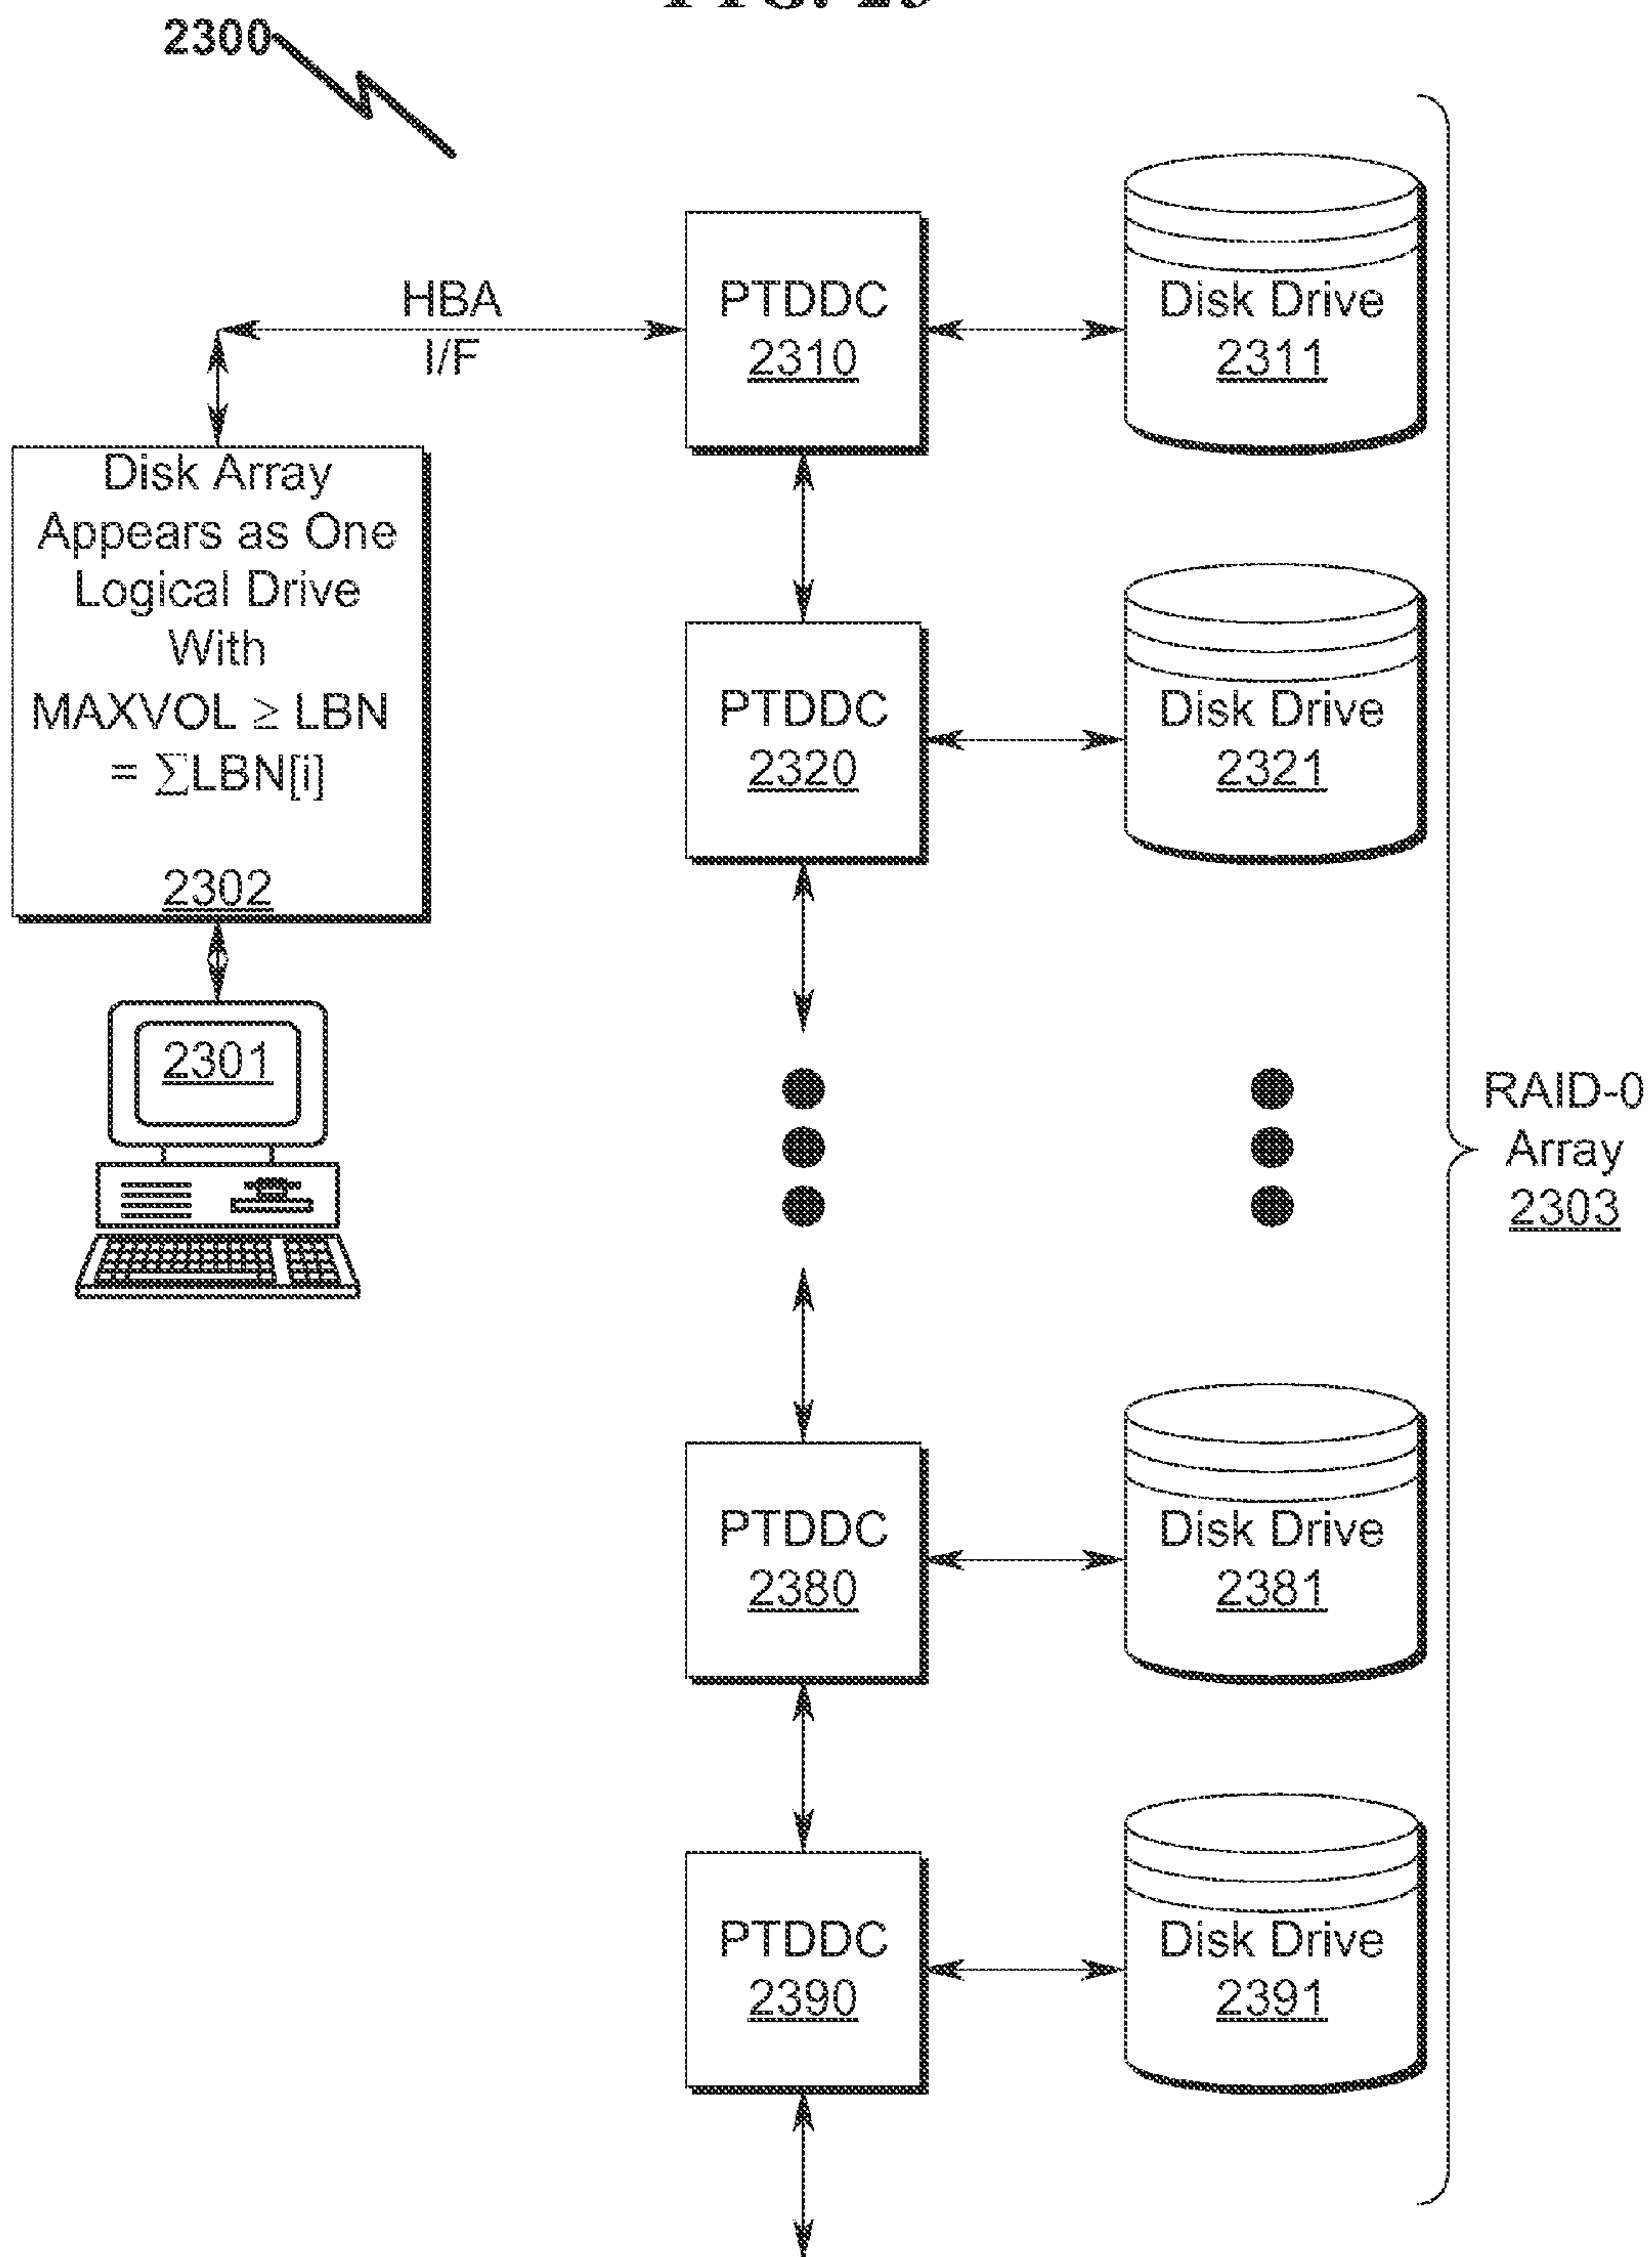 2300
HBA
I/F
PTDDC
2310
Disk Drive
2311
Disk Array
Appears as One
Logical Drive
With
MAXVOL ≥ LBN
= ∑LBN[i]
2302
PTDDC
2320
Disk Drive
2321
2301
RAID-0
Array
2303
PTDDC
2380
Disk Drive
2381
PTDDC
2390
Disk Drive
2391